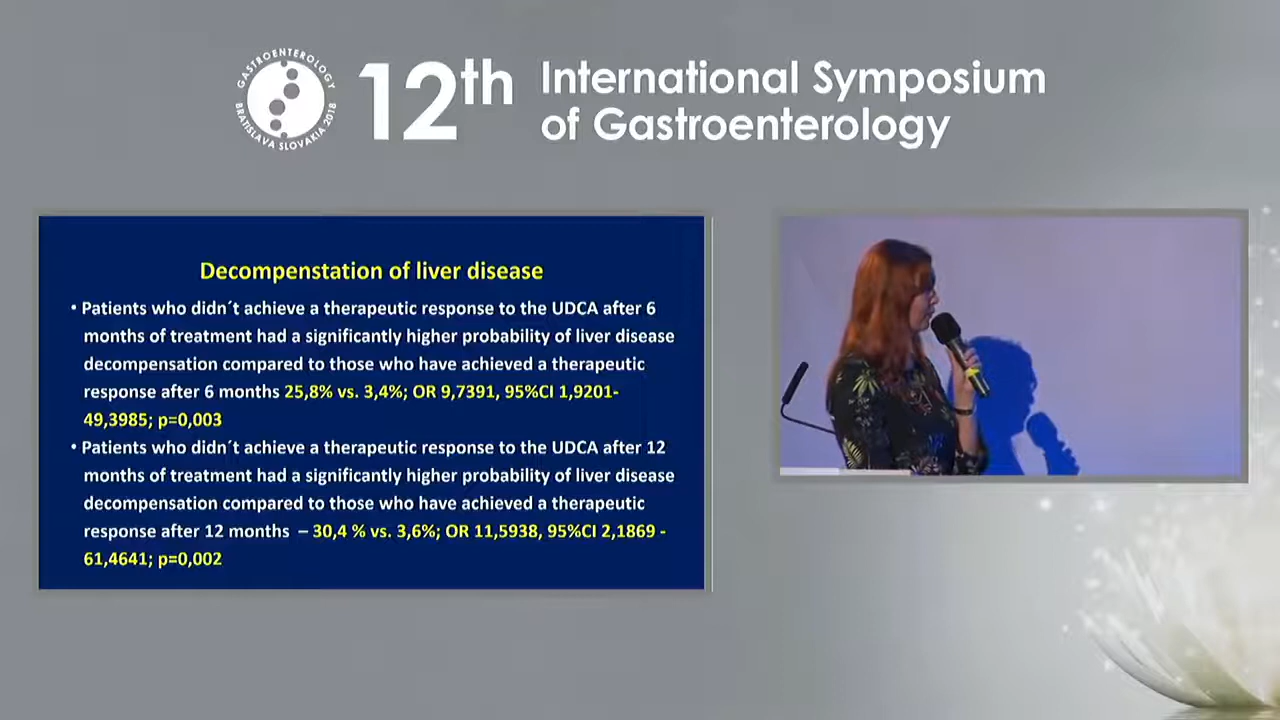 GASTROENTEROLOGY
BRATISLAVA SLOVAKIA 2018
12th
International Symposium
of Gastroenterology
Decompenstation of liver disease
• Patients who didn´t achieve a therapeutic response to the UDCA after 6
months of treatment had a significantly higher probability of liver disease
decompensation compared to those who have achieved a therapeutic
response after 6 months 25,8% vs. 3,4%; OR 9,7391, 95%CI 1,9201-
49,3985; p=0,003
• Patients who didn´t achieve a therapeutic response to the UDCA after 12
months of treatment had a significantly higher probability of liver disease
decompensation compared to those who have achieved a therapeutic
response after 12 months – 30,4 % vs. 3,6%; OR 11,5938, 95%CI 2,1869 -
61,4641; p=0,002